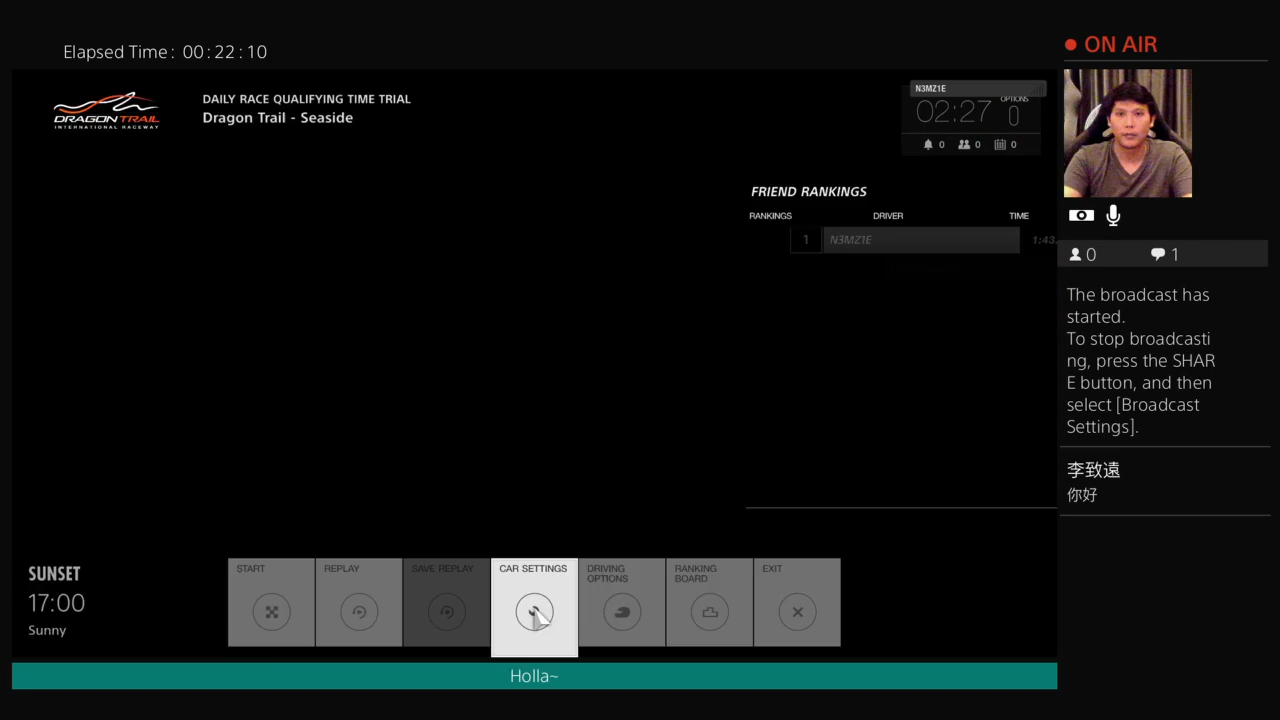 Elapsed Time: 00:22:10
ON AIR
DRAGON TRAIL
INTERNATIONAL RACEWAY
DAILY RACE QUALIFYING TIME TRIAL
Dragon Trail - Seaside
N3MZ1E
02:27
OPTIONS
0
0 0 0
FRIEND RANKINGS
RANKINGS DRIVER TIME
1 N3MZ1E 1:43.
0 1
The broadcast has
started.
To stop broadcasti
ng, press the SHAR
E button, and then
select [Broadcast
Settings].
李致遠
你好
SUNSET
17:00
Sunny
START
REPLAY
SAVE REPLAY
CAR SETTINGS
DRIVING
OPTIONS
RANKING
BOARD
EXIT
Holla~